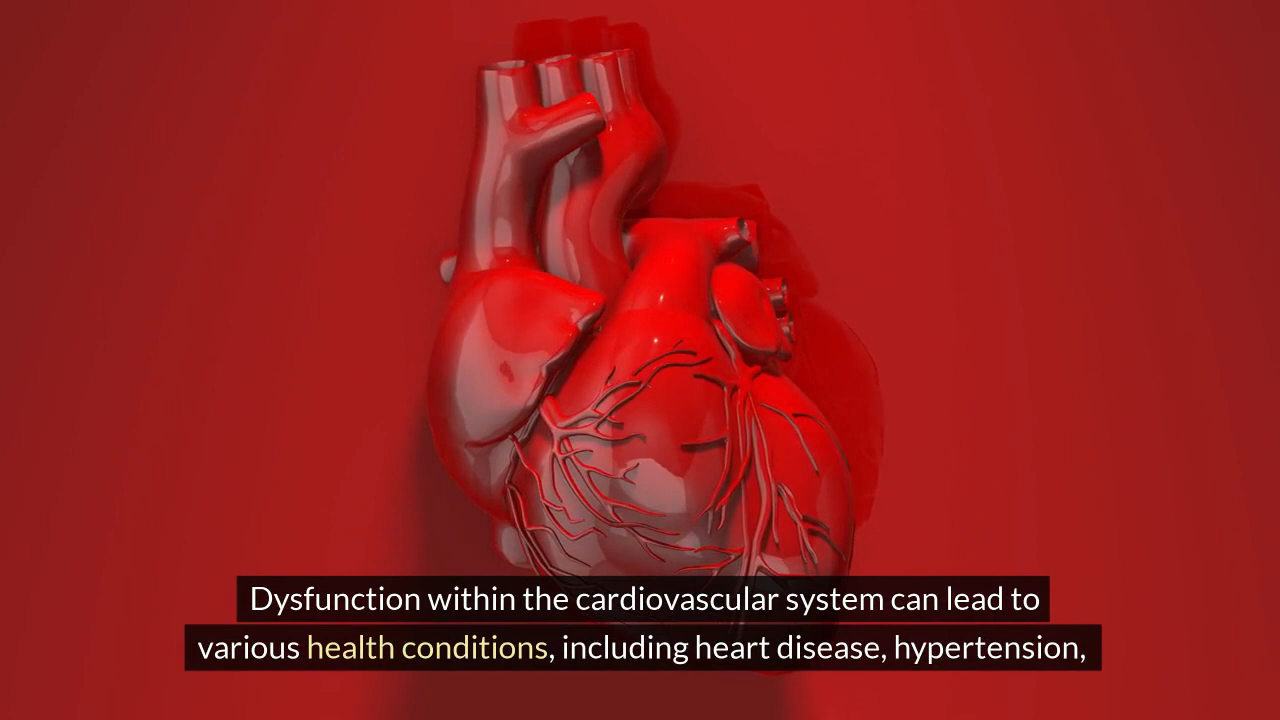 Dysfunction within the cardiovascular system can lead to
various health conditions, including heart disease, hypertension,